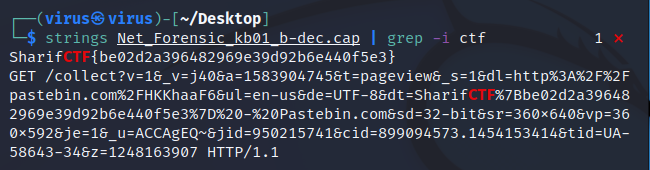 ┌──(virus㉿virus)-[~/Desktop]
└─$ strings Net_Forensic_kb01_b-dec.cap | grep -i ctf 1 ⨯
SharifCTF{be02d2a396482969e39d92b6e440f5e3}
GET /collect?v=1&_v=j40&a=1583904745&t=pageview&_s=1&dl=http%3A%2F%2F
pastebin.com%2FHKKhaaF6&ul=en-us&de=UTF-8&dt=SharifCTF%7Bbe02d2a39648
2969e39d92b6e440f5e3%7D%20-%20Pastebin.com&sd=32-bit&sr=360×640&vp=36
0×592&je=1&_u=ACCAgEQ~&jid=950215741&cid=899094573.1454153414&tid=UA-
58643-34&z=1248163907 HTTP/1.1